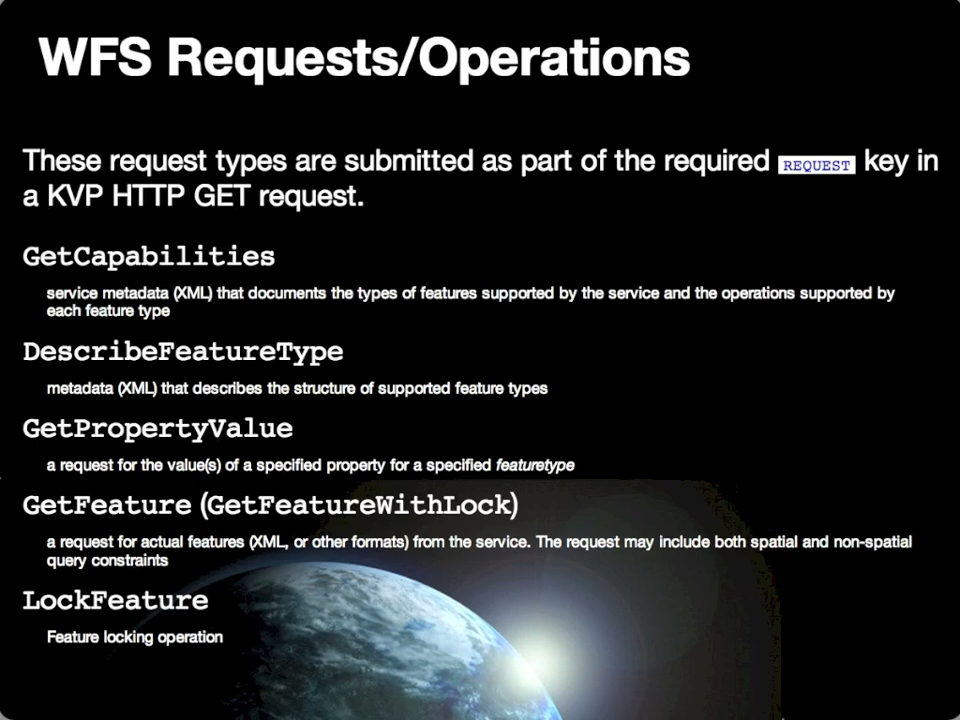 WFS Requests/Operations
These request types are submitted as part of the required REQUEST key in
a KVP HTTP GET request.
GetCapabilities
service metadata (XML) that documents the types of features supported by the service and the operations supported by
each feature type
DescribeFeatureType
metadata (XML) that describes the structure of supported feature types
GetPropertyValue
a request for the value(s) of a specified property for a specified featuretype
GetFeature (GetFeatureWithLock)
a request for actual features (XML, or other formats) from the service. The request may include both spatial and non-spatial
query constraints
LockFeature
Feature locking operation